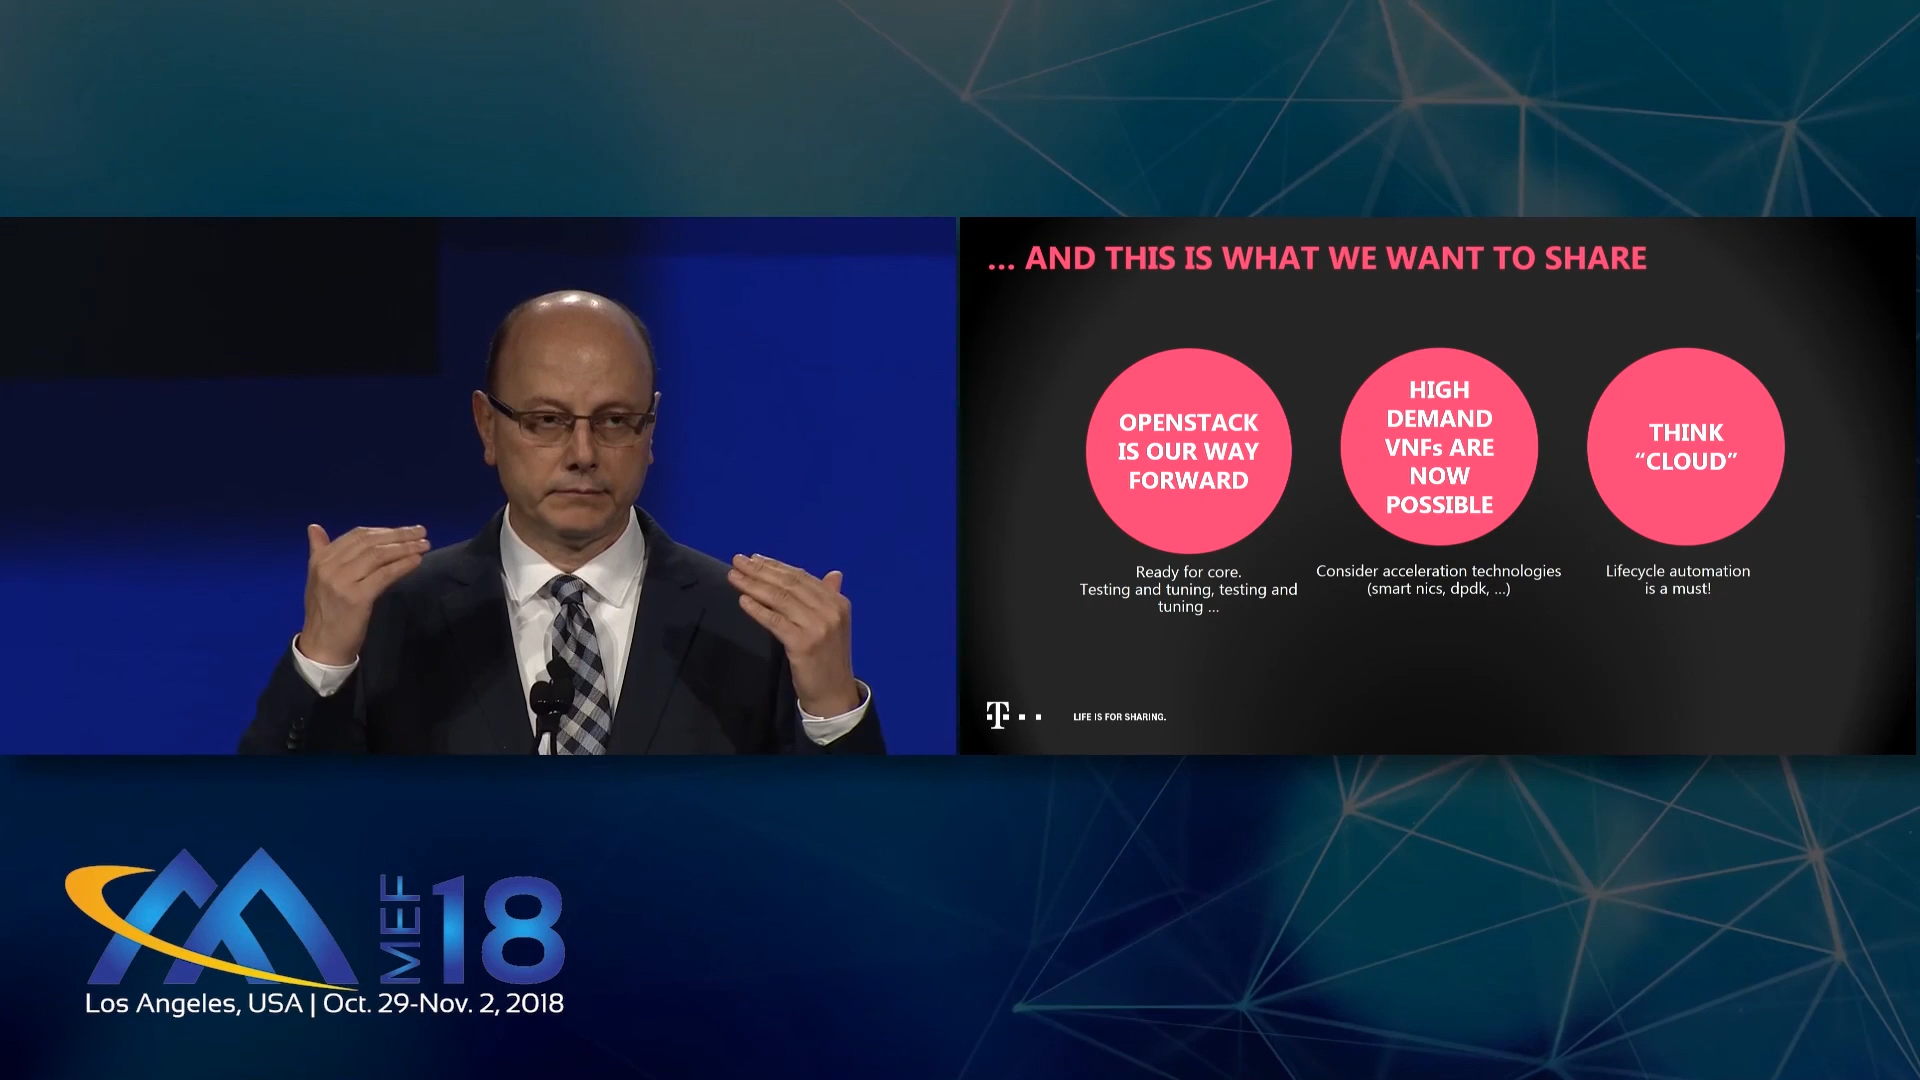 ... AND THIS IS WHAT WE WANT TO SHARE
OPENSTACK
IS OUR WAY
FORWARD
Ready for core.
Testing and tuning, testing and
tuning ...
HIGH
DEMAND
VNFs ARE
NOW
POSSIBLE
Consider acceleration technologies
(smart nics, dpdk, ...)
THINK
“CLOUD”
Lifecycle automation
is a must!
T
LIFE IS FOR SHARING.
MEF 18
Los Angeles, USA | Oct. 29-Nov. 2, 2018